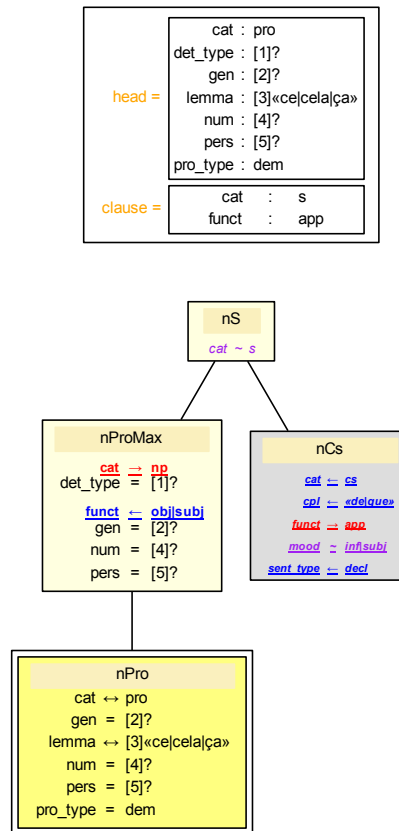 head =
cat : pro
det_type : [1]?
gen : [2]?
lemma : [3]«ce|cela|ça»
num : [4]?
pers : [5]?
pro_type : dem
clause =
cat : s
funct : app
nS
cat ~ s
nProMax
cat → np
det_type = [1]?
funct ← obj|subj
gen = [2]?
num = [4]?
pers = [5]?
nCs
cat ← cs
cpl ← «de|que»
funct → app
mood ~ inf|subj
sent_type ← decl
nPro
cat ↔ pro
gen = [2]?
lemma ↔ [3]«ce|cela|ça»
num = [4]?
pers = [5]?
pro_type = dem